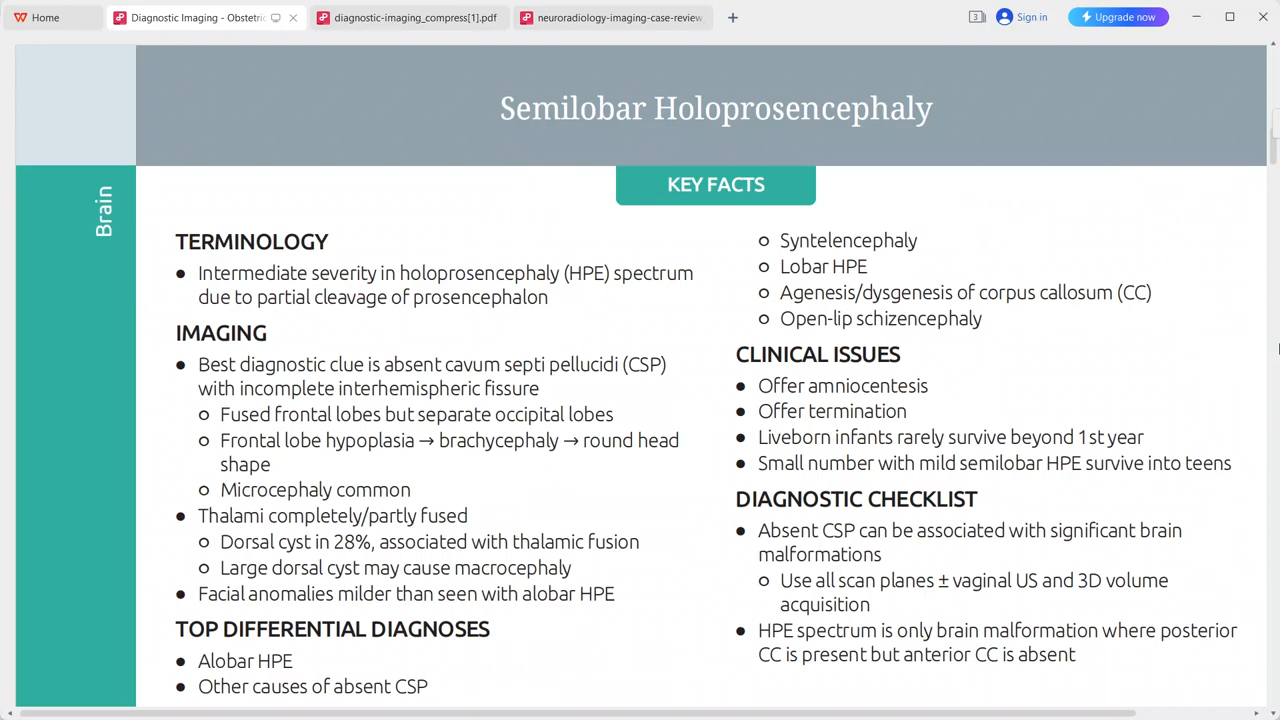 Home
Diagnostic Imaging - Obstetric
diagnostic-imaging_compress[1].pdf
neuroradiology-imaging-case-review
3
Sign in
Upgrade now
Semilobar Holoprosencephaly
Brain
KEY FACTS
TERMINOLOGY
• Intermediate severity in holoprosencephaly (HPE) spectrum
due to partial cleavage of prosencephalon
IMAGING
• Best diagnostic clue is absent cavum septi pellucidi (CSP)
with incomplete interhemispheric fissure
o Fused frontal lobes but separate occipital lobes
o Frontal lobe hypoplasia → brachycephaly → round head
shape
o Microcephaly common
• Thalami completely/partly fused
o Dorsal cyst in 28%, associated with thalamic fusion
o Large dorsal cyst may cause macrocephaly
• Facial anomalies milder than seen with alobar HPE
TOP DIFFERENTIAL DIAGNOSES
• Alobar HPE
• Other causes of absent CSP
o Syntelencephaly
o Lobar HPE
o Agenesis/dysgenesis of corpus callosum (CC)
o Open-lip schizencephaly
CLINICAL ISSUES
• Offer amniocentesis
• Offer termination
• Liveborn infants rarely survive beyond 1st year
• Small number with mild semilobar HPE survive into teens
DIAGNOSTIC CHECKLIST
• Absent CSP can be associated with significant brain
malformations
o Use all scan planes ± vaginal US and 3D volume
acquisition
• HPE spectrum is only brain malformation where posterior
CC is present but anterior CC is absent